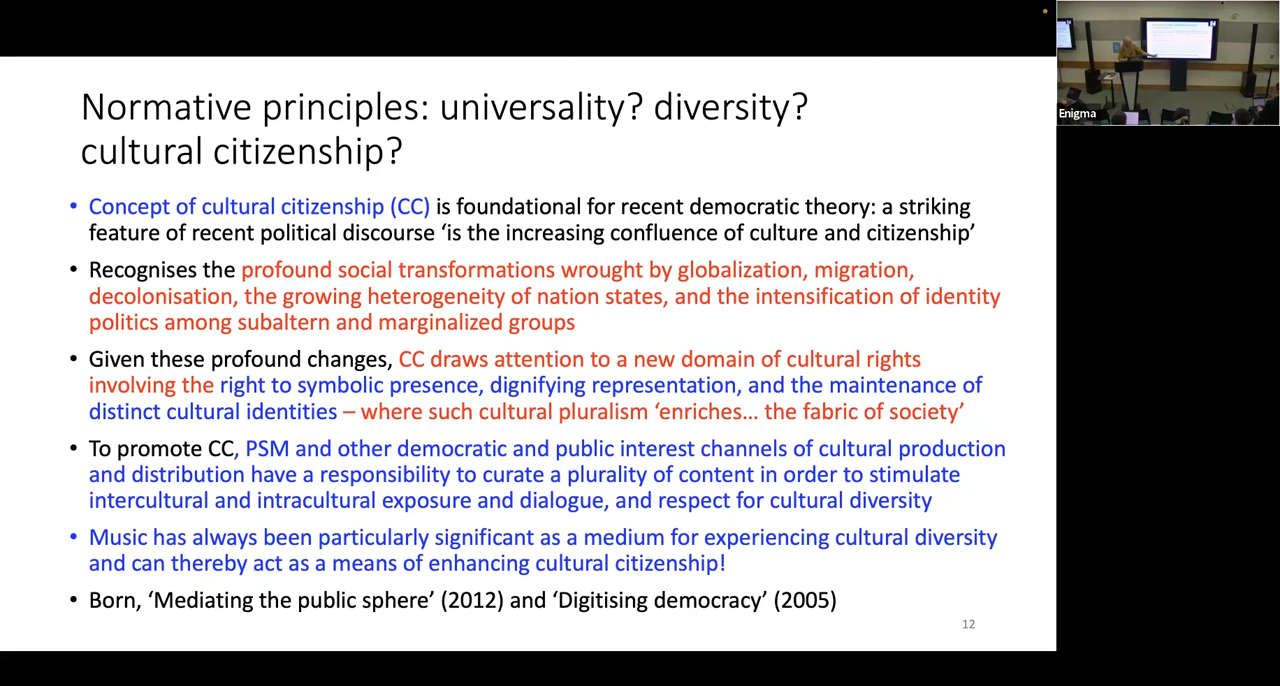 Normative principles: universality? diversity?
cultural citizenship?
• Concept of cultural citizenship (CC) is foundational for recent democratic theory: a striking
feature of recent political discourse ‘is the increasing confluence of culture and citizenship’
• Recognises the profound social transformations wrought by globalization, migration,
decolonisation, the growing heterogeneity of nation states, and the intensification of identity
politics among subaltern and marginalized groups
• Given these profound changes, CC draws attention to a new domain of cultural rights
involving the right to symbolic presence, dignifying representation, and the maintenance of
distinct cultural identities – where such cultural pluralism ‘enriches… the fabric of society’
• To promote CC, PSM and other democratic and public interest channels of cultural production
and distribution have a responsibility to curate a plurality of content in order to stimulate
intercultural and intracultural exposure and dialogue, and respect for cultural diversity
• Music has always been particularly significant as a medium for experiencing cultural diversity
and can thereby act as a means of enhancing cultural citizenship!
• Born, ‘Mediating the public sphere’ (2012) and ‘Digitising democracy’ (2005)
12
Enigma